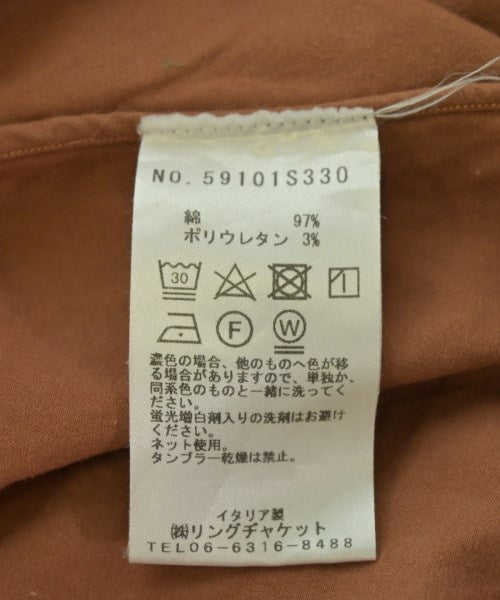 NO. 59101S330
綿 97%
ポリウレタン 3%
30
F W
濃色の場合、他のものへ色が移
る場合がありますので、単独か、
同系色のものと一緒に洗ってく
ださい。
蛍光増白剤入りの洗剤はお避け
ください。
ネット使用。
タンブラー乾燥は禁止。
イタリア製
㈱リングヂャケット
TEL06-6316-8488